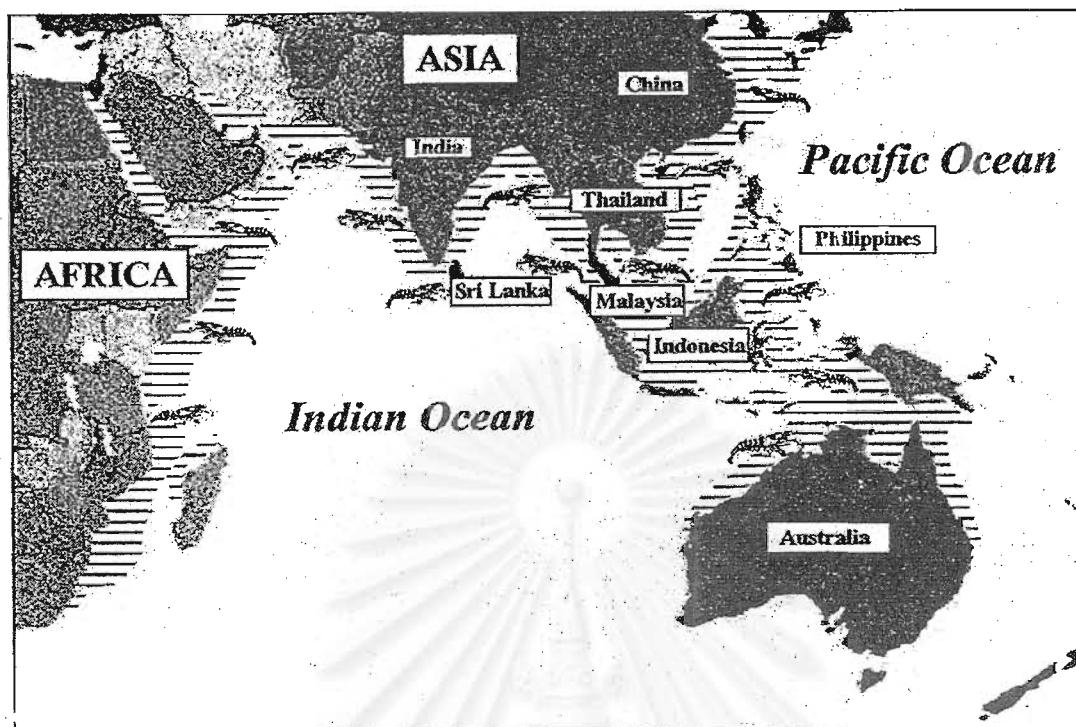 ASIA
China
India
Pacific Ocean
Thailand
Philippines
AFRICA
Sri Lanka
Malaysia
Indonesia
Indian Ocean
Australia